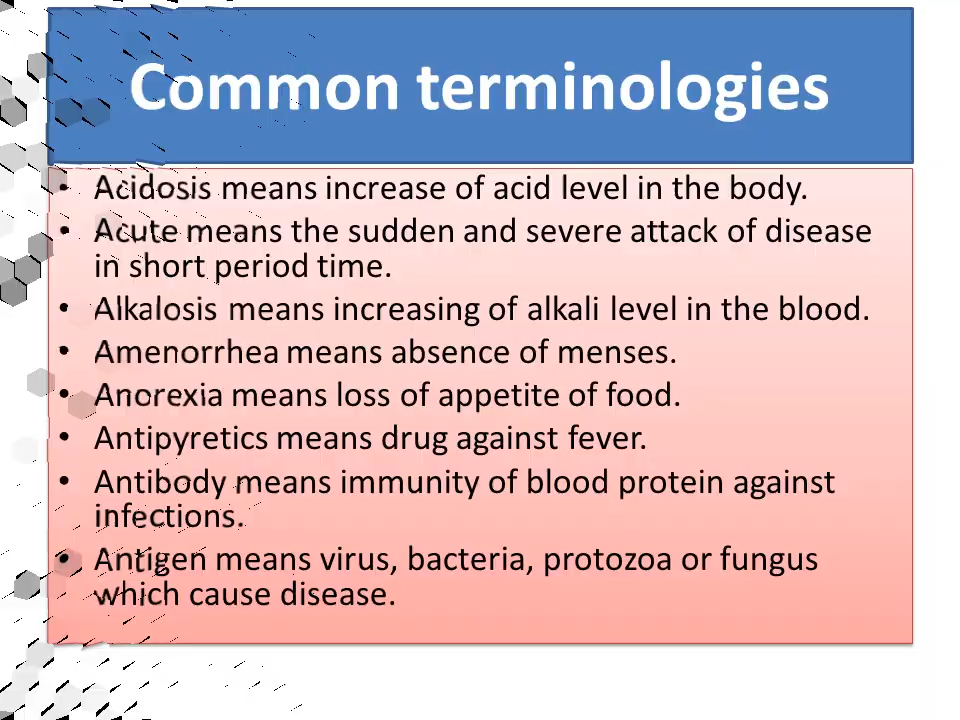 Common terminologies
• Acidosis means increase of acid level in the body.
• Acute means the sudden and severe attack of disease
in short period time.
• Alkalosis means increasing of alkali level in the blood.
• Amenorrhea means absence of menses.
• Anorexia means loss of appetite of food.
• Antipyretics means drug against fever.
• Antibody means immunity of blood protein against
infections.
• Antigen means virus, bacteria, protozoa or fungus
which cause disease.